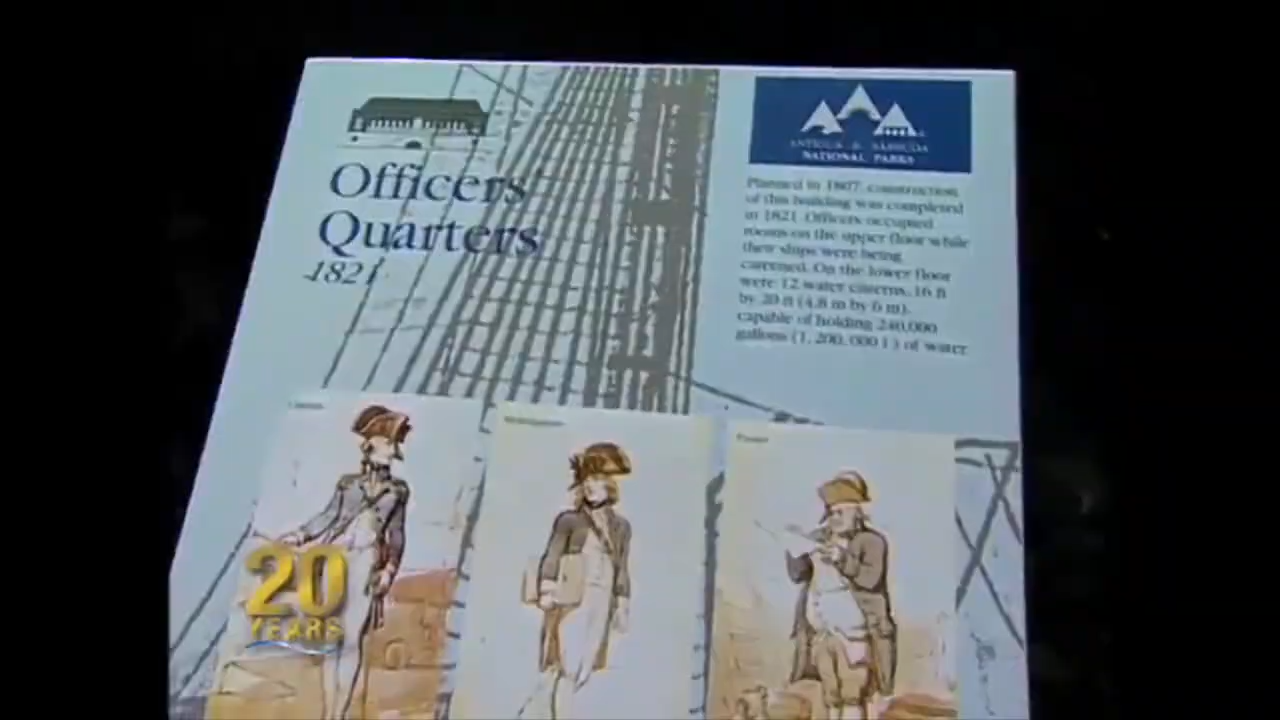 Officers'
Quarters
1821
ANTIGUA & BARBUDA
NATIONAL PARKS
Planned in 1807, construction
of this building was completed
in 1821. Officers occupied
rooms on the upper floor while
their ships were being
careened. On the lower floor
were 12 water cisterns, 16 ft
by 20 ft (4.8 m by 6 m),
capable of holding 240,000
gallons (1, 200, 000 l ) of water
Purser
20
YEARS